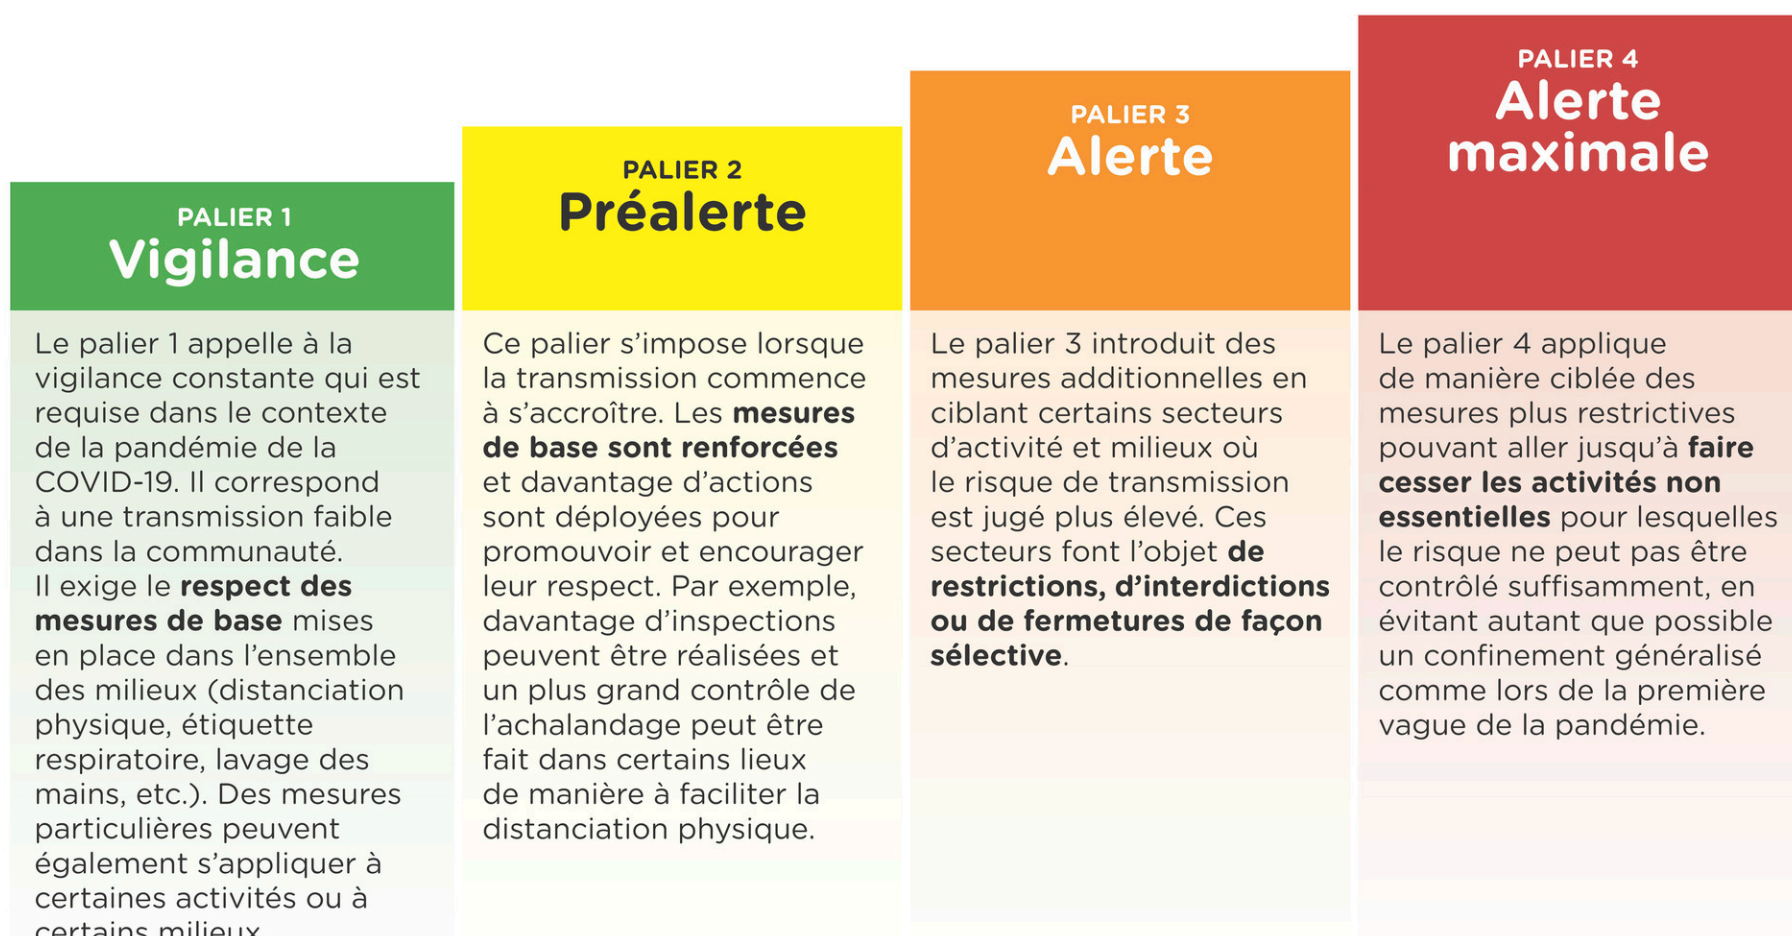 PALIER 1
Vigilance
Le palier 1 appelle à la
vigilance constante qui est
requise dans le contexte
de la pandémie de la
COVID-19. Il correspond
à une transmission faible
dans la communauté.
Il exige le respect des
mesures de base mises
en place dans l’ensemble
des milieux (distanciation
physique, étiquette
respiratoire, lavage des
mains, etc.). Des mesures
particulières peuvent
également s’appliquer à
certaines activités ou à
certains milieux
PALIER 2
Préalerte
Ce palier s’impose lorsque
la transmission commence
à s’accroître. Les mesures
de base sont renforcées
et davantage d’actions
sont déployées pour
promouvoir et encourager
leur respect. Par exemple,
davantage d’inspections
peuvent être réalisées et
un plus grand contrôle de
l’achalandage peut être
fait dans certains lieux
de manière à faciliter la
distanciation physique.
PALIER 3
Alerte
Le palier 3 introduit des
mesures additionnelles en
ciblant certains secteurs
d’activité et milieux où
le risque de transmission
est jugé plus élevé. Ces
secteurs font l’objet de
restrictions, d’interdictions
ou de fermetures de façon
sélective.
PALIER 4
Alerte
maximale
Le palier 4 applique
de manière ciblée des
mesures plus restrictives
pouvant aller jusqu’à faire
cesser les activités non
essentielles pour lesquelles
le risque ne peut pas être
contrôlé suffisamment, en
évitant autant que possible
un confinement généralisé
comme lors de la première
vague de la pandémie.